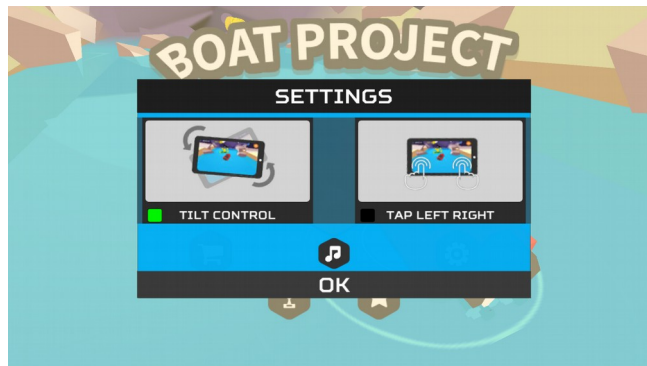 BOAT PROJECT
SETTINGS
TILT CONTROL
TAP LEFT RIGHT
OK